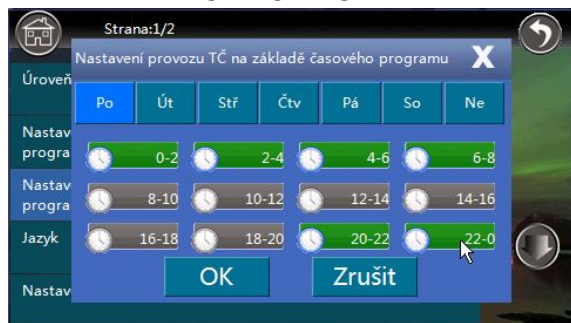 Strana:1/2
Nastavení provozu TČ na základě časového programu X
Úroveň
Po Út Stř Čtv Pá So Ne
Nastav
progra
0-2 2-4 4-6 6-8
Nastav
progra
8-10 10-12 12-14 14-16
Jazyk
16-18 18-20 20-22 22-0
OK Zrušit
Nastav